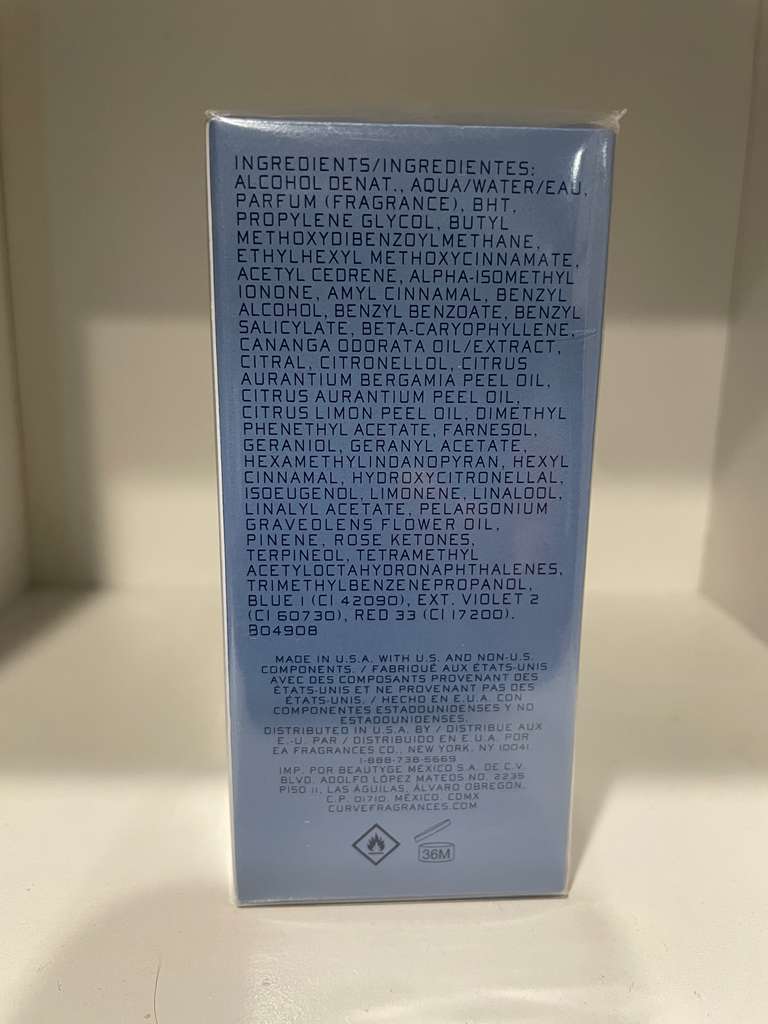 INGREDIENTS/INGREDIENTES:
ALCOHOL DENAT., AQUA/WATER/EAU,
PARFUM (FRAGRANCE), BHT,
PROPYLENE GLYCOL, BUTYL
METHOXYDIBENZOYLMETHANE,
ETHYLHEXYL METHOXYCINNAMATE,
ACETYL CEDRENE, ALPHA-ISOMETHYL
IONONE, AMYL CINNAMAL, BENZYL
ALCOHOL, BENZYL BENZOATE, BENZYL
SALICYLATE, BETA-CARYOPHYLLENE,
CANANGA ODORATA OIL/EXTRACT,
CITRAL, CITRONELLOL, CITRUS
AURANTIUM BERGAMIA PEEL OIL,
CITRUS AURANTIUM PEEL OIL,
CITRUS LIMON PEEL OIL, DIMETHYL
PHENETHYL ACETATE, FARNESOL,
GERANIOL, GERANYL ACETATE,
HEXAMETHYLINDANOPYRAN, HEXYL
CINNAMAL, HYDROXYCITRONELLAL,
ISOEUGENOL, LIMONENE, LINALOOL,
LINALYL ACETATE, PELARGONIUM
GRAVEOLENS FLOWER OIL,
PINENE, ROSE KETONES,
TERPINEOL, TETRAMETHYL
ACETYLOCTAHYDRONAPHTHALENES,
TRIMETHYLBENZENEPROPANOL,
BLUE 1 (CI 42090), EXT. VIOLET 2
(CI 60730), RED 33 (CI 17200).
B04908
MADE IN U.S.A. WITH U.S. AND NON-U.S.
COMPONENTS. / FABRIQUÉ AUX ÉTATS-UNIS
AVEC DES COMPOSANTS PROVENANT DES
ÉTATS-UNIS ET NE PROVENANT PAS DES
ÉTATS-UNIS. / HECHO EN E.U.A. CON
COMPONENTES ESTADOUNIDENSES Y NO
ESTADOUNIDENSES.
DISTRIBUTED IN U.S.A. BY / DISTRIBUE AUX
E.-U. PAR / DISTRIBUIDO EN E.U.A. POR
EA FRAGRANCES CO., NEW YORK, NY 10041.
1-888-738-5669
IMP. POR BEAUTYGE MÉXICO S.A. DE C.V.
BLVD. ADOLFO LÓPEZ MATEOS NO. 2235
PISO 11, LAS ÁGUILAS, ÁLVARO OBREGÓN,
C.P. 01710, MÉXICO, CDMX
CURVEFRAGRANCES.COM
36M